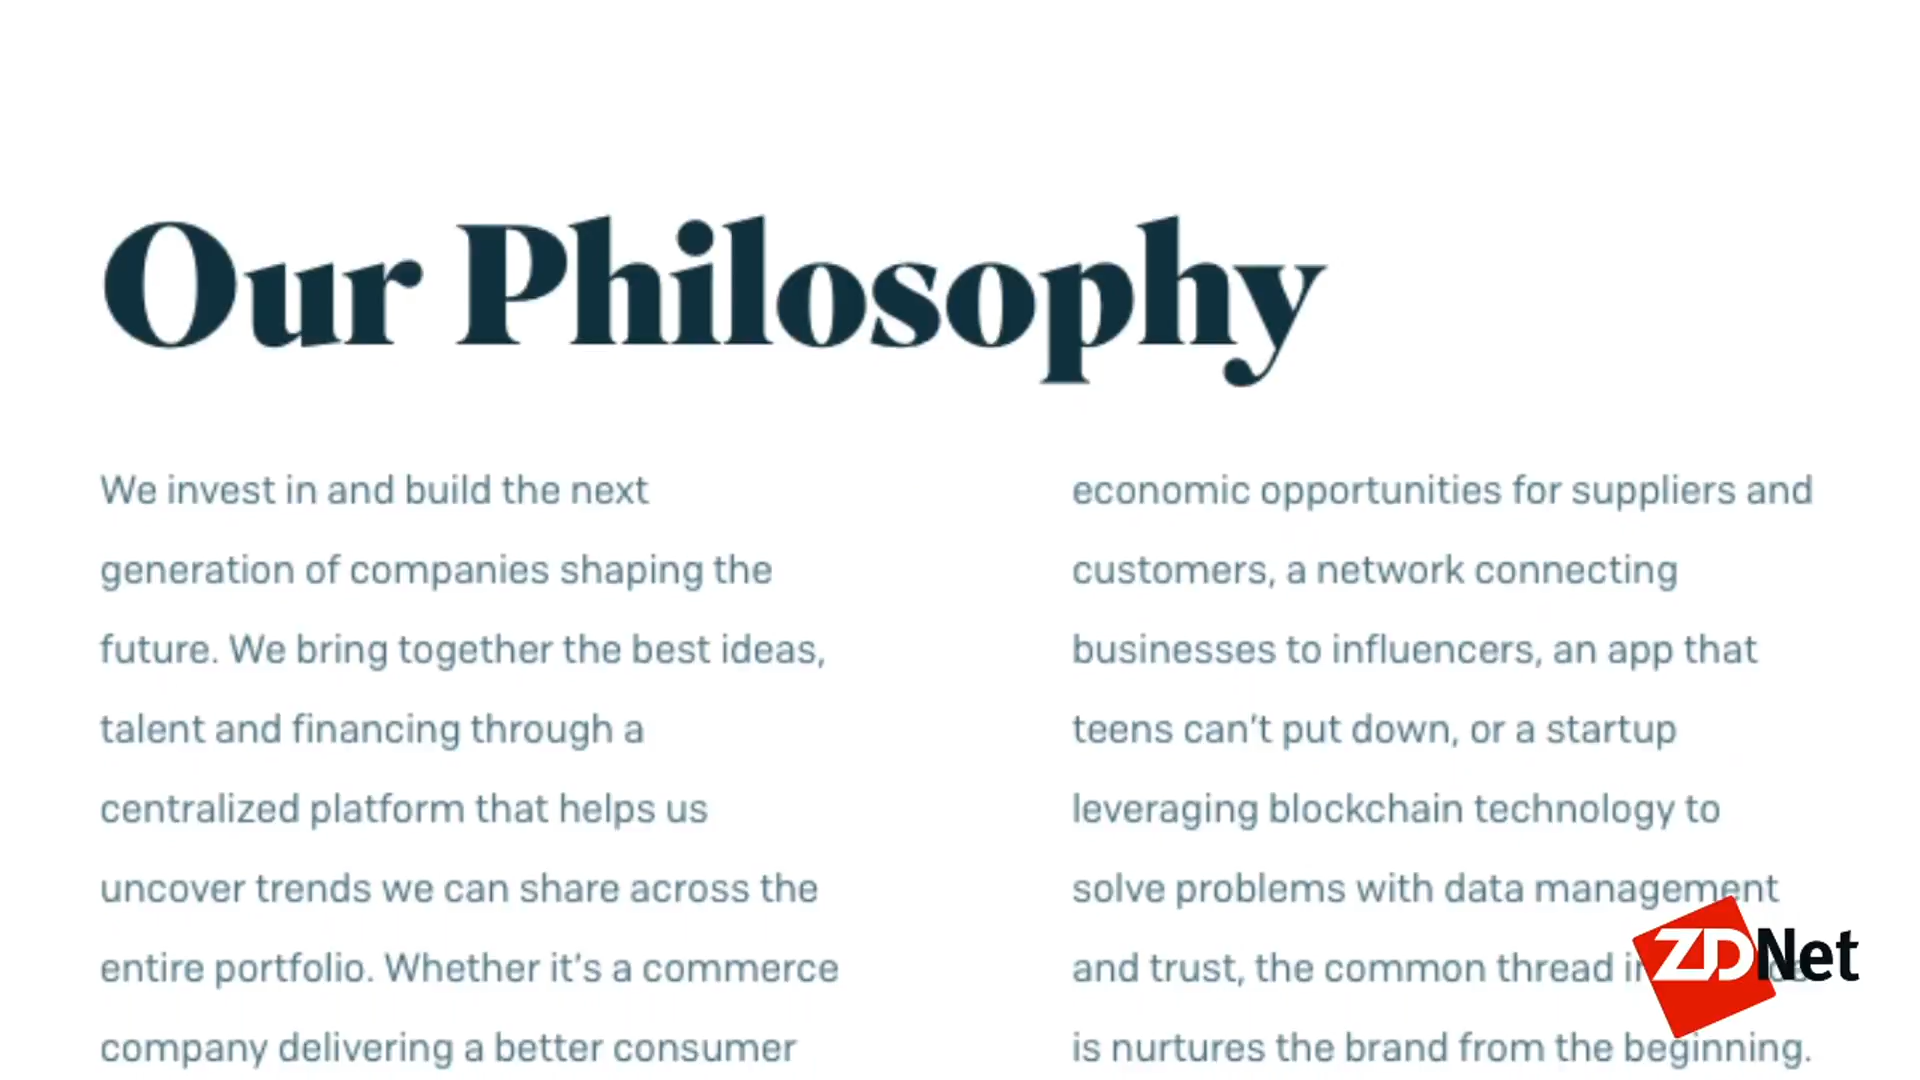 Our Philosophy
We invest in and build the next
generation of companies shaping the
future. We bring together the best ideas,
talent and financing through a
centralized platform that helps us
uncover trends we can share across the
entire portfolio. Whether it's a commerce
company delivering a better consumer
economic opportunities for suppliers and
customers, a network connecting
businesses to influencers, an app that
teens can't put down, or a startup
leveraging blockchain technology to
solve problems with data management
and trust, the common thread
is nurtures the brand from the beginning.
ZDNet